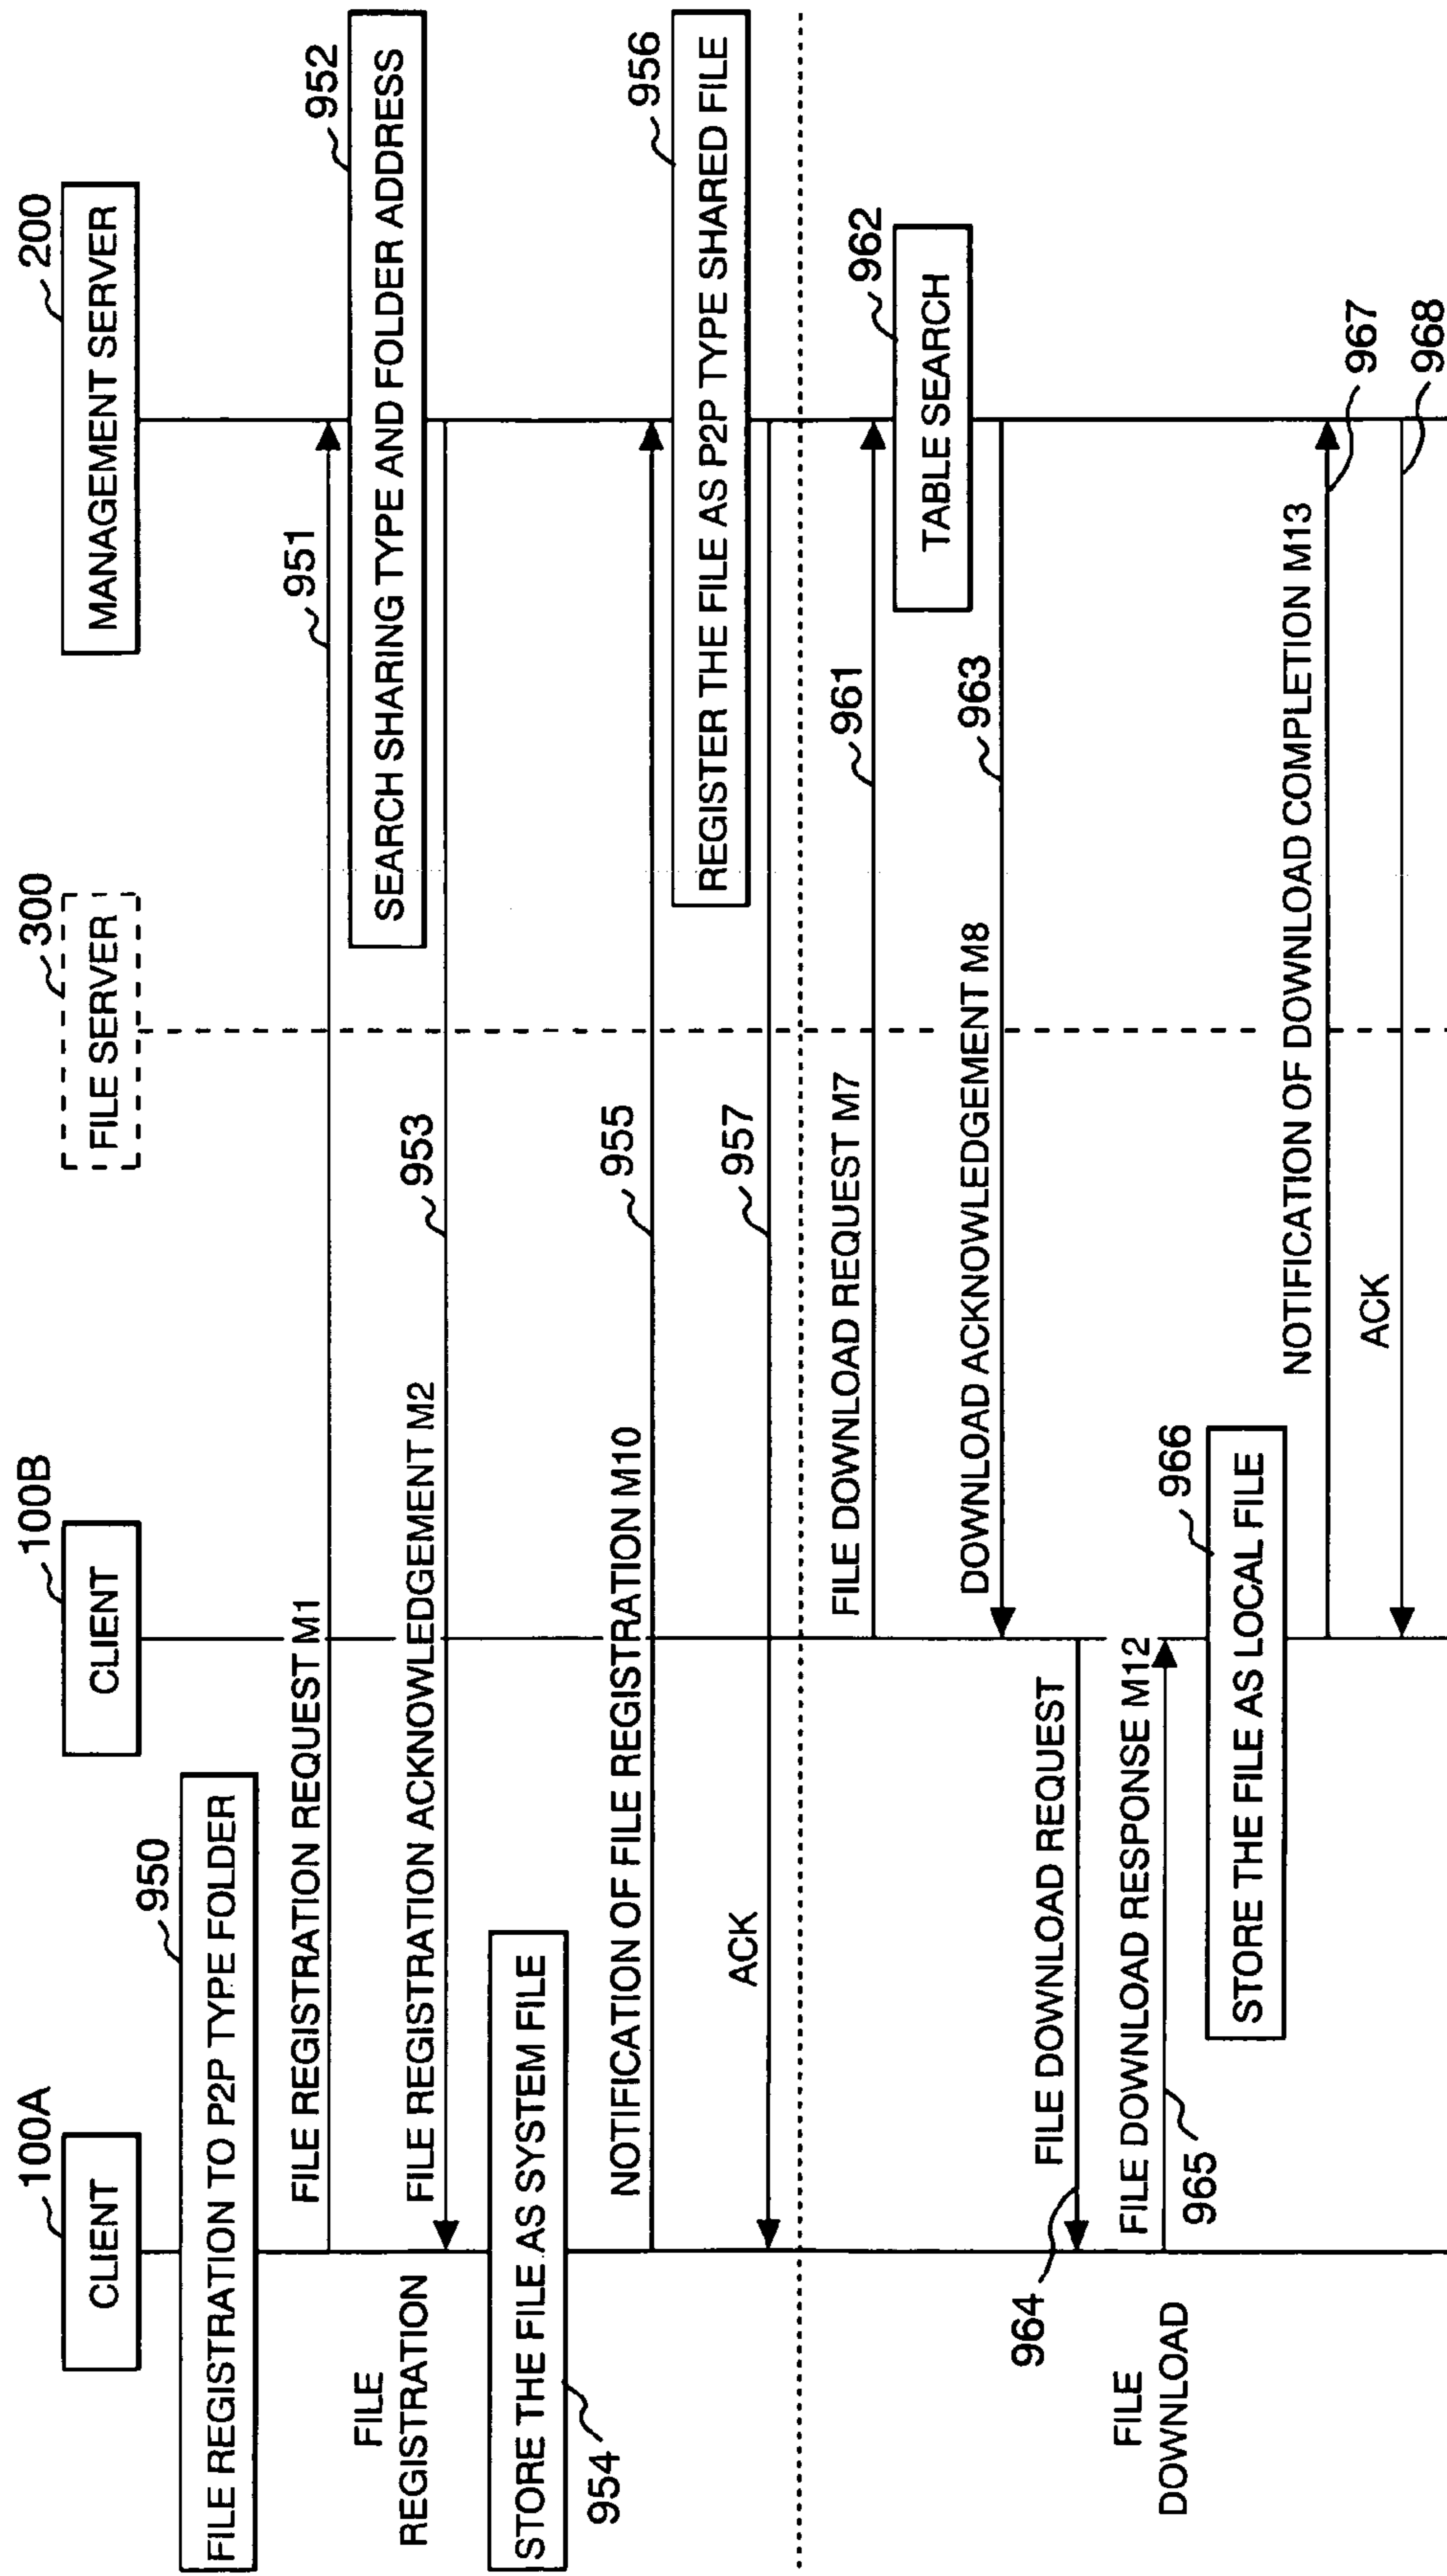 100A
CLIENT
100B
CLIENT
300
FILE SERVER
200
MANAGEMENT SERVER
950
FILE REGISTRATION TO P2P TYPE FOLDER
FILE REGISTRATION REQUEST M1
951
FILE
REGISTRATION
952
SEARCH SHARING TYPE AND FOLDER ADDRESS
FILE REGISTRATION ACKNOWLEDGEMENT M2
953
STORE THE FILE AS SYSTEM FILE
954
NOTIFICATION OF FILE REGISTRATION M10
955
956
REGISTER THE FILE AS P2P TYPE SHARED FILE
ACK
957
FILE DOWNLOAD REQUEST M7
961
962
TABLE SEARCH
DOWNLOAD ACKNOWLEDGEMENT M8
963
FILE DOWNLOAD REQUEST
964
FILE
DOWNLOAD
FILE DOWNLOAD RESPONSE M12
965
966
STORE THE FILE AS LOCAL FILE
NOTIFICATION OF DOWNLOAD COMPLETION M13
967
ACK
968